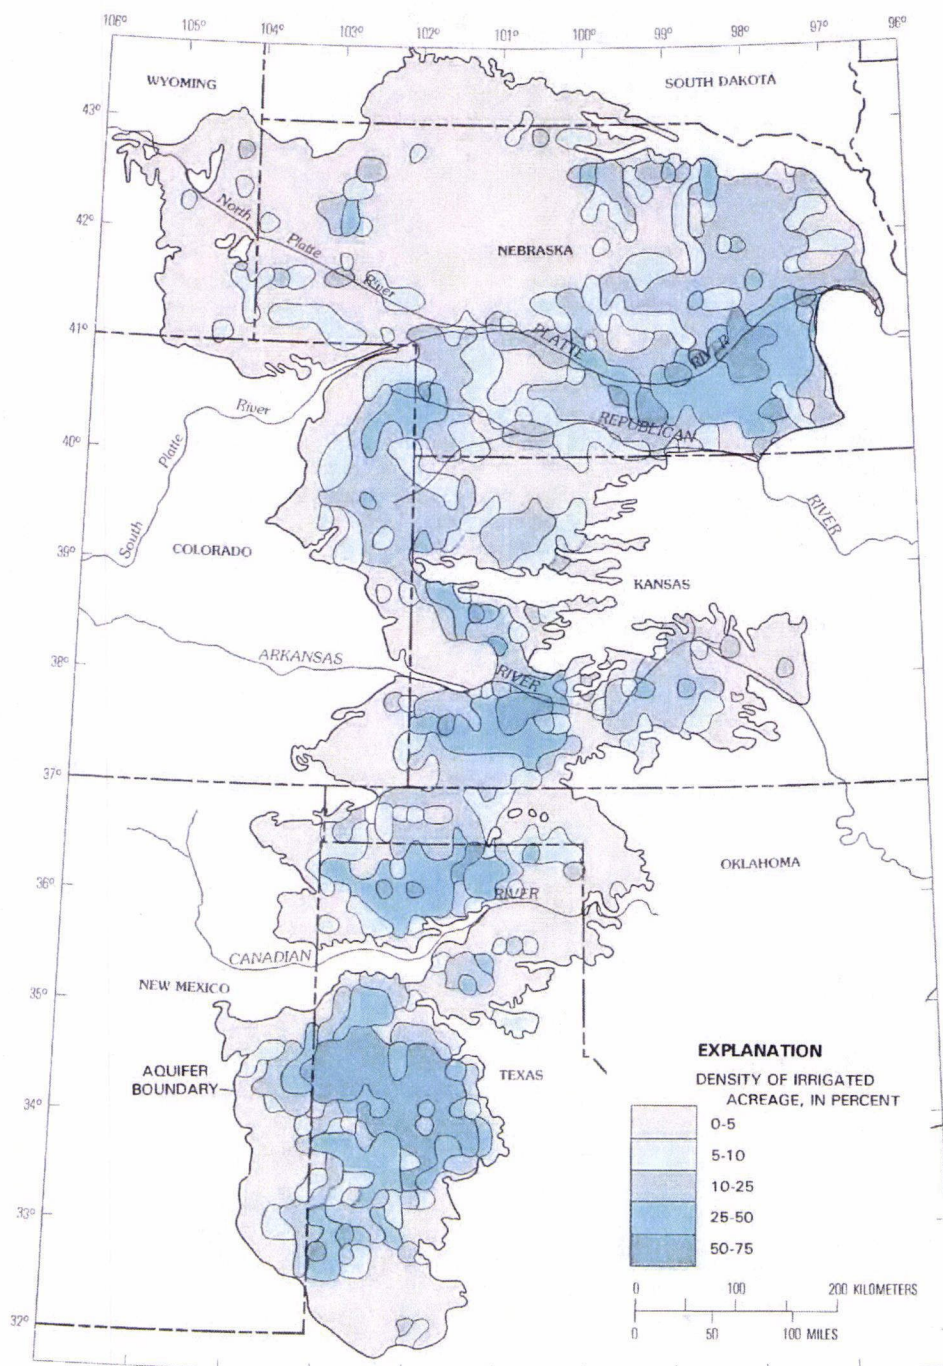 106° 105° 104° 103° 102° 101° 100° 99° 98° 97° 96°
WYOMING
SOUTH DAKOTA
43°
42°
North
Platte
River
NEBRASKA
41°
PLATTE
RIVER
River
Platte
South
REPUBLICAN
RIVER
40°
COLORADO
39°
KANSAS
ARKANSAS
RIVER
38°
37°
OKLAHOMA
36°
RIVER
CANADIAN
NEW MEXICO
35°
AQUIFER
BOUNDARY
TEXAS
34°
33°
32°
EXPLANATION
DENSITY OF IRRIGATED
ACREAGE, IN PERCENT
0-5
5-10
10-25
25-50
50-75
0 100 200 KILOMETERS
0 50 100 MILES